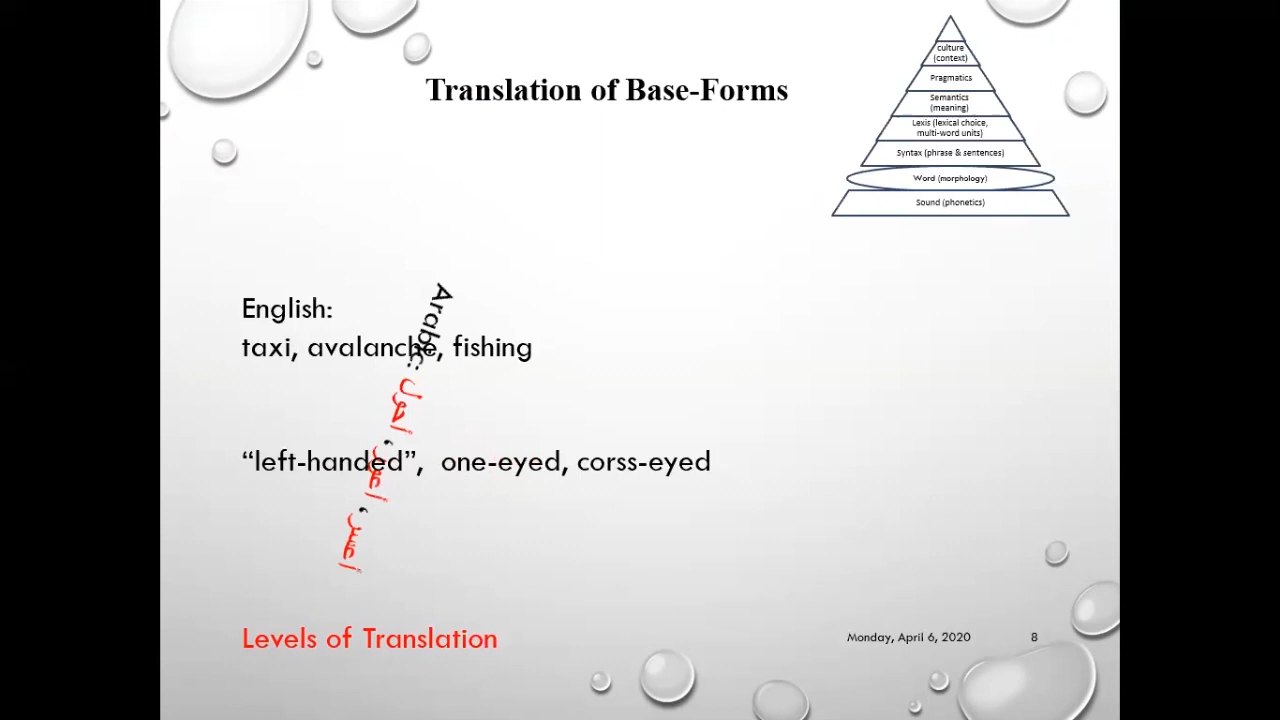 Translation of Base-Forms
culture
(context)
Pragmatics
Semantics
(meaning)
Lexis (lexical choice,
multi-word units)
Syntax (phrase & sentences)
Word (morphology)
Sound (phonetics)
English:
taxi, avalanche, fishing
Arabic: أعسر، أعور، أحول
“left-handed”, one-eyed, corss-eyed
Levels of Translation
Monday, April 6, 2020
8